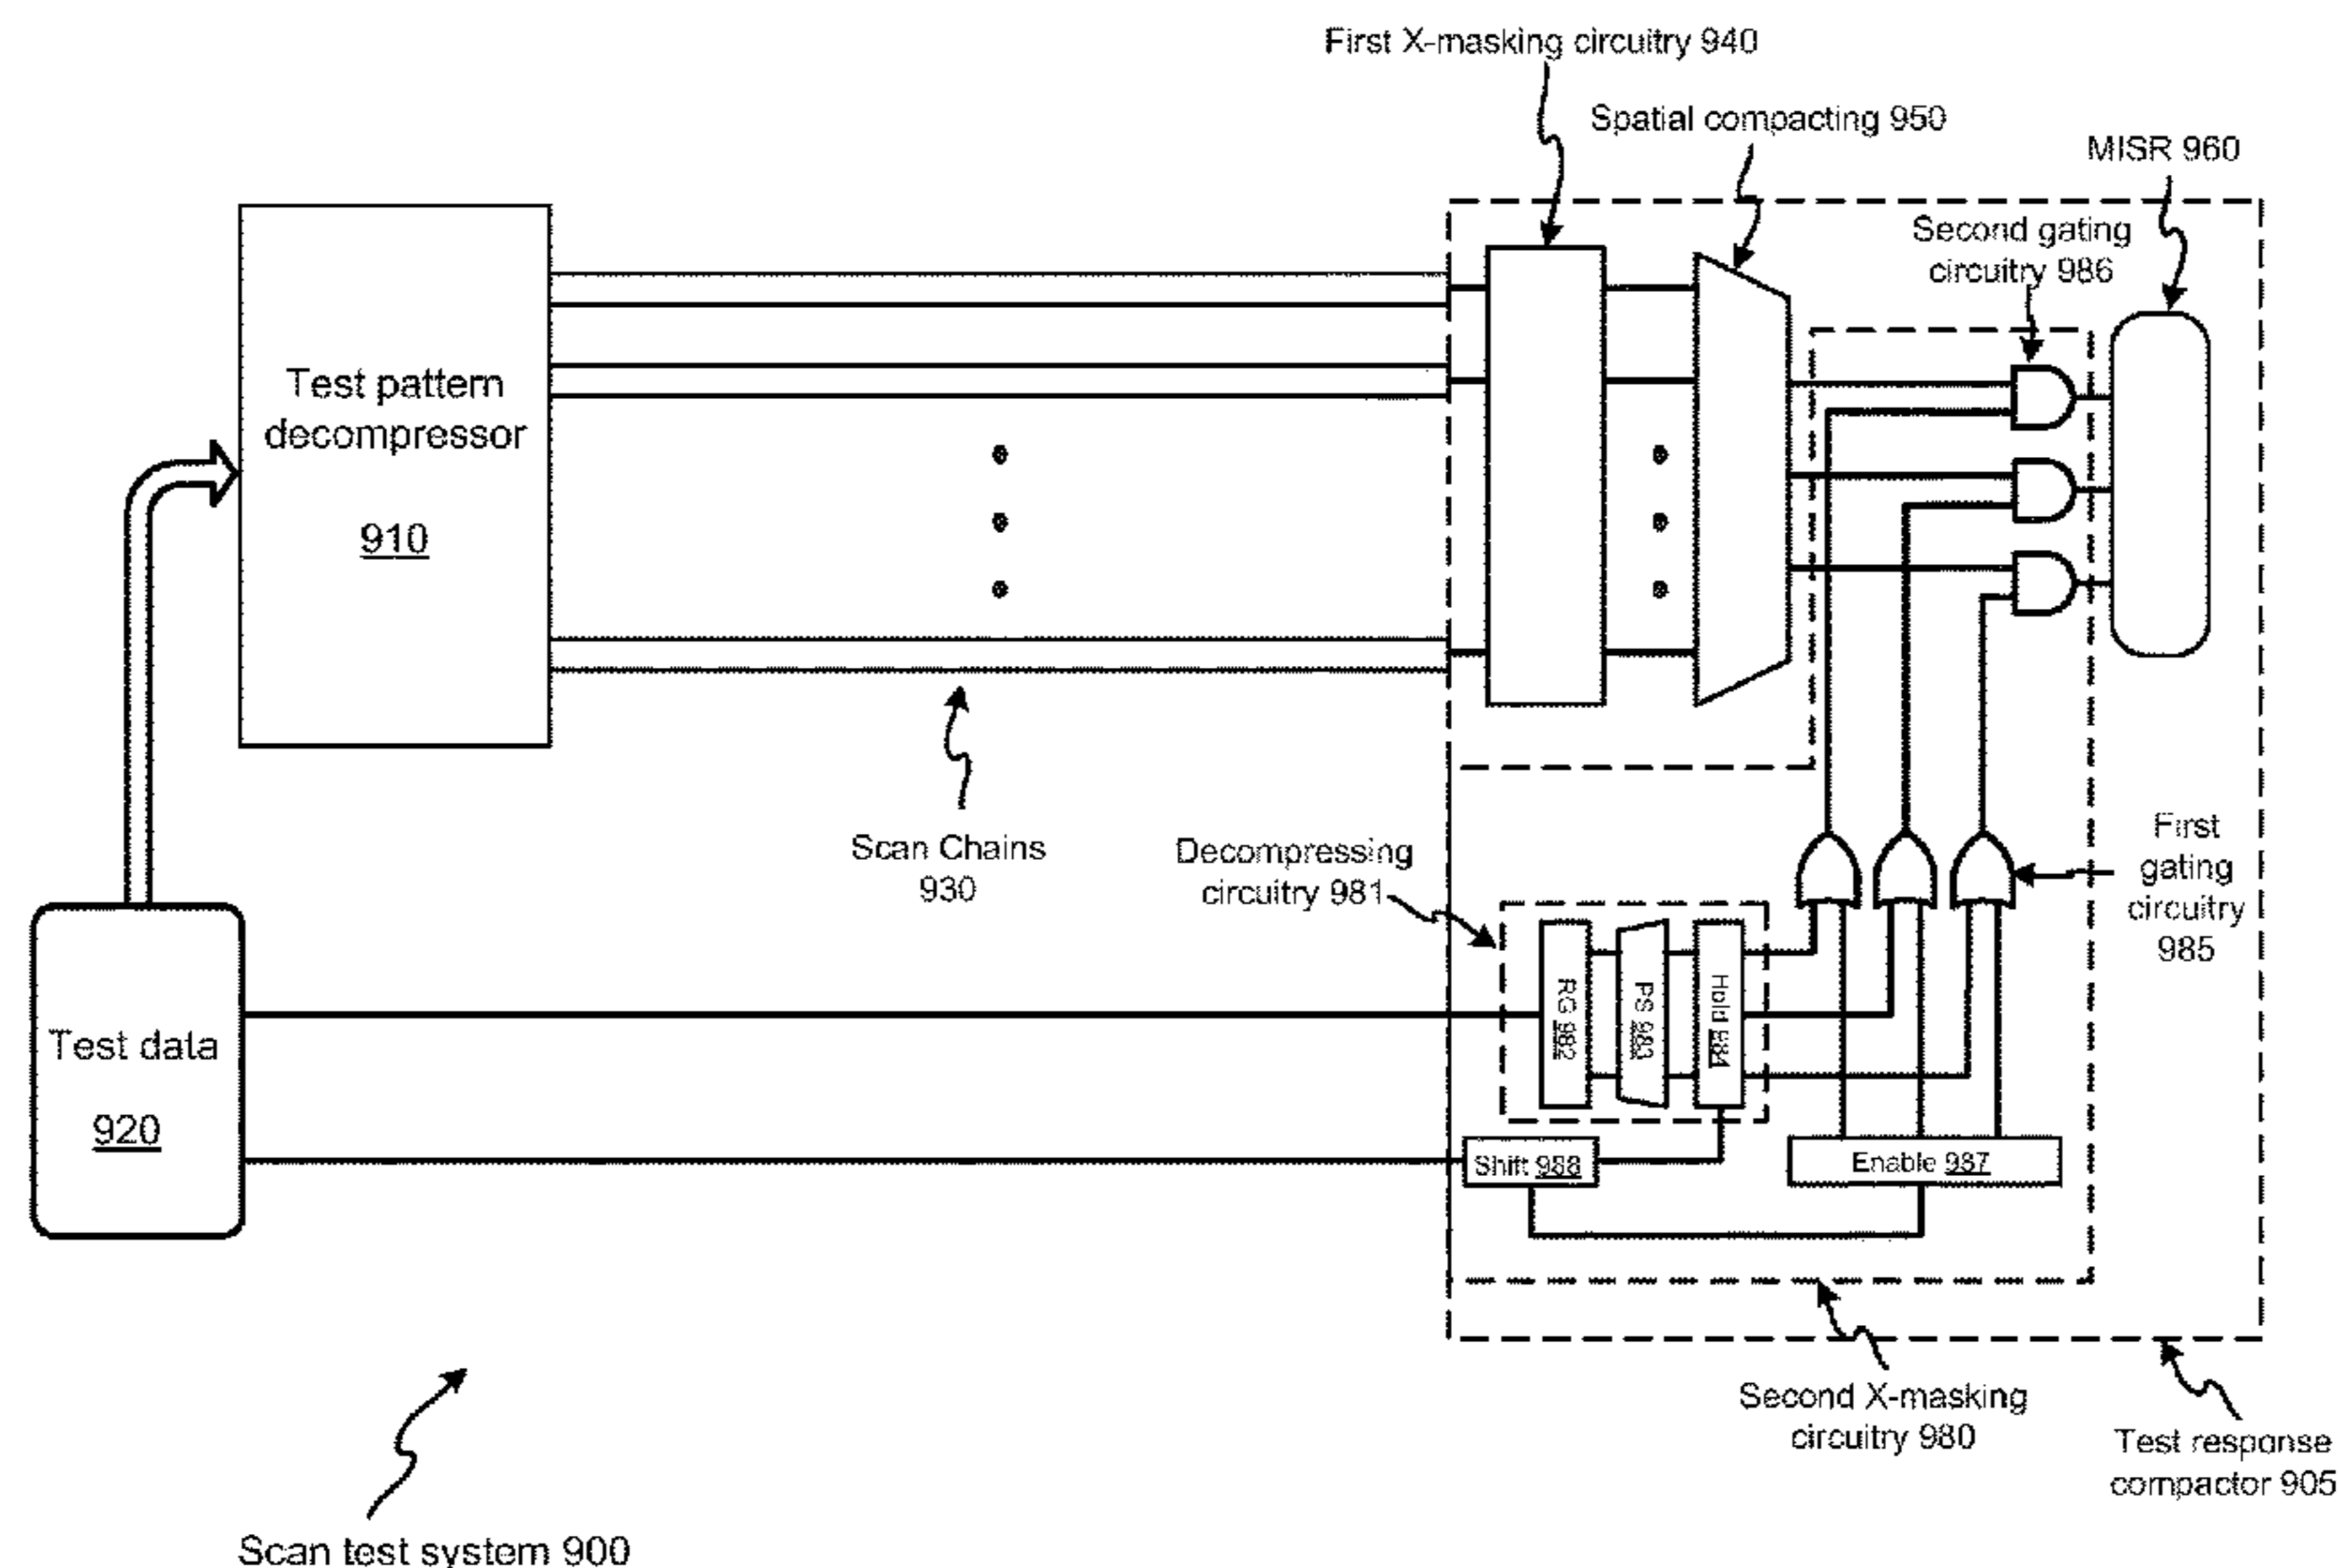 First X-masking circuitry 940
Spatial compacting 950
MISR 960
Second gating
circuitry 986
Test pattern
decompressor
910
Scan Chains
930
Decompressing
circuitry 981
First
gating
circuitry
985
RG 982
PS 983
Hold 984
Test data
920
Shift 988
Enable 987
Second X-masking
circuitry 980
Test response
compactor 905
Scan test system 900